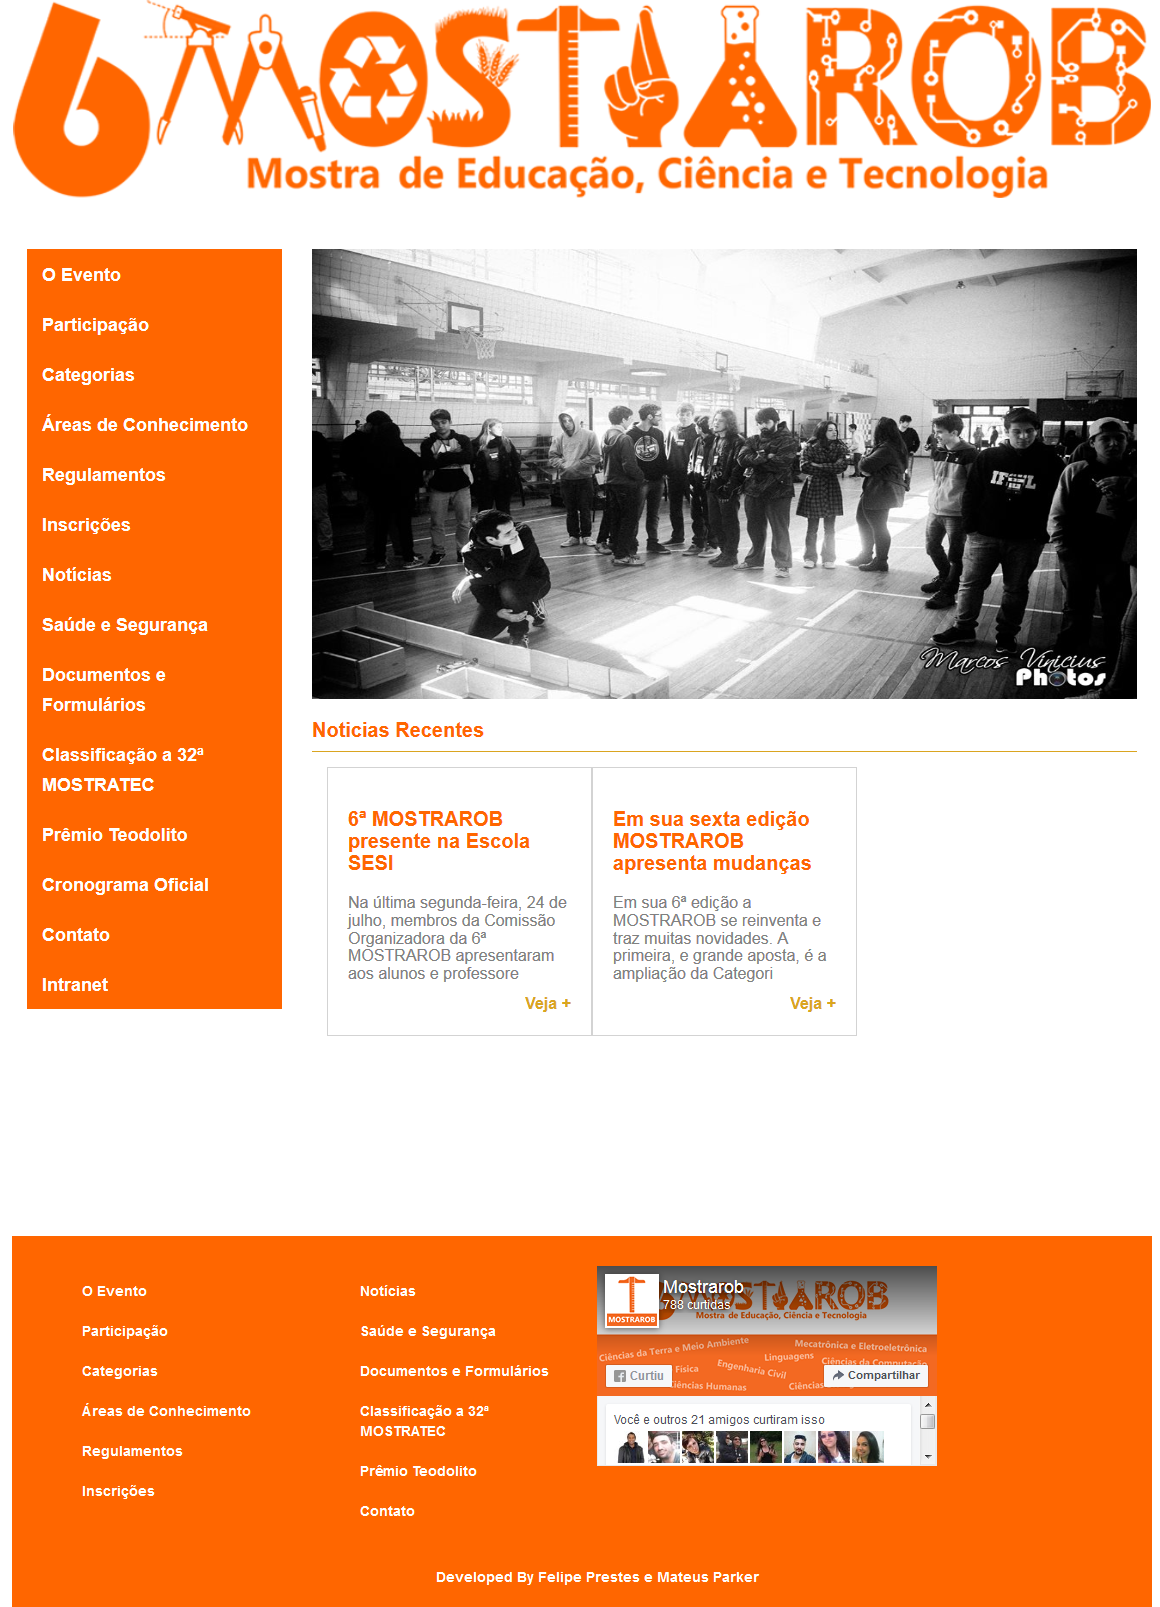 6MOSTRAROB
Mostra de Educação, Ciência e Tecnologia
O Evento
Participação
Categorias
Áreas de Conhecimento
Regulamentos
Inscrições
Notícias
Saúde e Segurança
Documentos e
Formulários
Classificação a 32ª
MOSTRATEC
Prêmio Teodolito
Cronograma Oficial
Contato
Intranet
Marcos Vinicius
Photos
Noticias Recentes
6ª MOSTRAROB
presente na Escola
SESI
Na última segunda-feira, 24 de
julho, membros da Comissão
Organizadora da 6ª
MOSTRAROB apresentaram
aos alunos e professore
Veja +
Em sua sexta edição
MOSTRAROB
apresenta mudanças
Em sua 6ª edição a
MOSTRAROB se reinventa e
traz muitas novidades. A
primeira, e grande aposta, é a
ampliação da Categori
Veja +
O Evento
Participação
Categorias
Áreas de Conhecimento
Regulamentos
Inscrições
Notícias
Saúde e Segurança
Documentos e Formulários
Classificação a 32ª
MOSTRATEC
Prêmio Teodolito
Contato
MOSTRAROB
Mostrarob
788 curtidas
Mostra de Educação, Ciência e Tecnologia
Ciências da Terra e Meio Ambiente
Mecatrônica e Eletroeletrônica
Linguagens
Ciências da Computação
Física
Engenharia Civil
Ciências Humanas
Curtiu
Compartilhar
Você e outros 21 amigos curtiram isso
Developed By Felipe Prestes e Mateus Parker